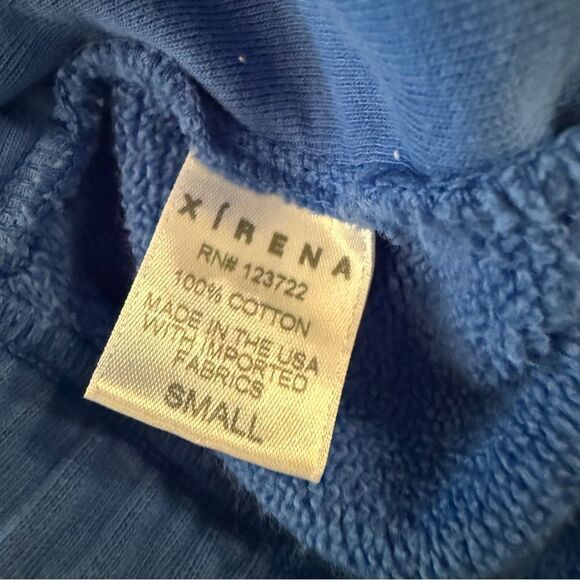 XÍRENA
RN# 123722
100% COTTON
MADE IN THE USA
WITH IMPORTED
FABRICS
SMALL